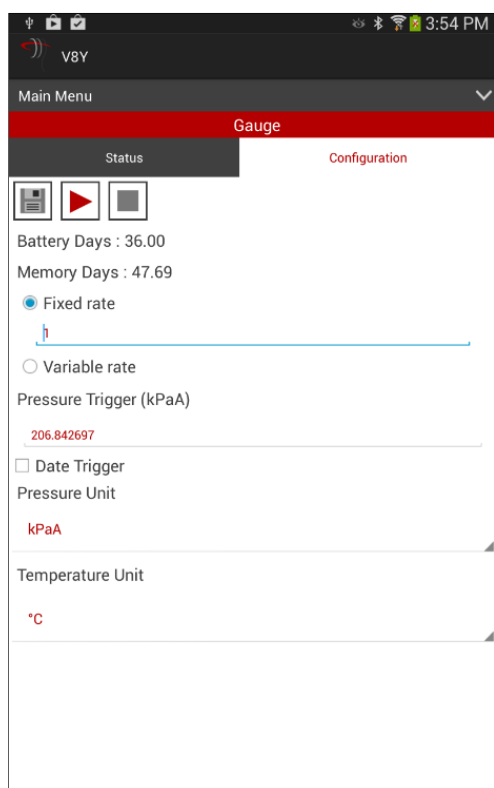 3:54 PM
V8Y
Main Menu
Gauge
Status Configuration
Battery Days : 36.00
Memory Days : 47.69
Fixed rate
1
Variable rate
Pressure Trigger (kPaA)
206.842697
Date Trigger
Pressure Unit
kPaA
Temperature Unit
°C